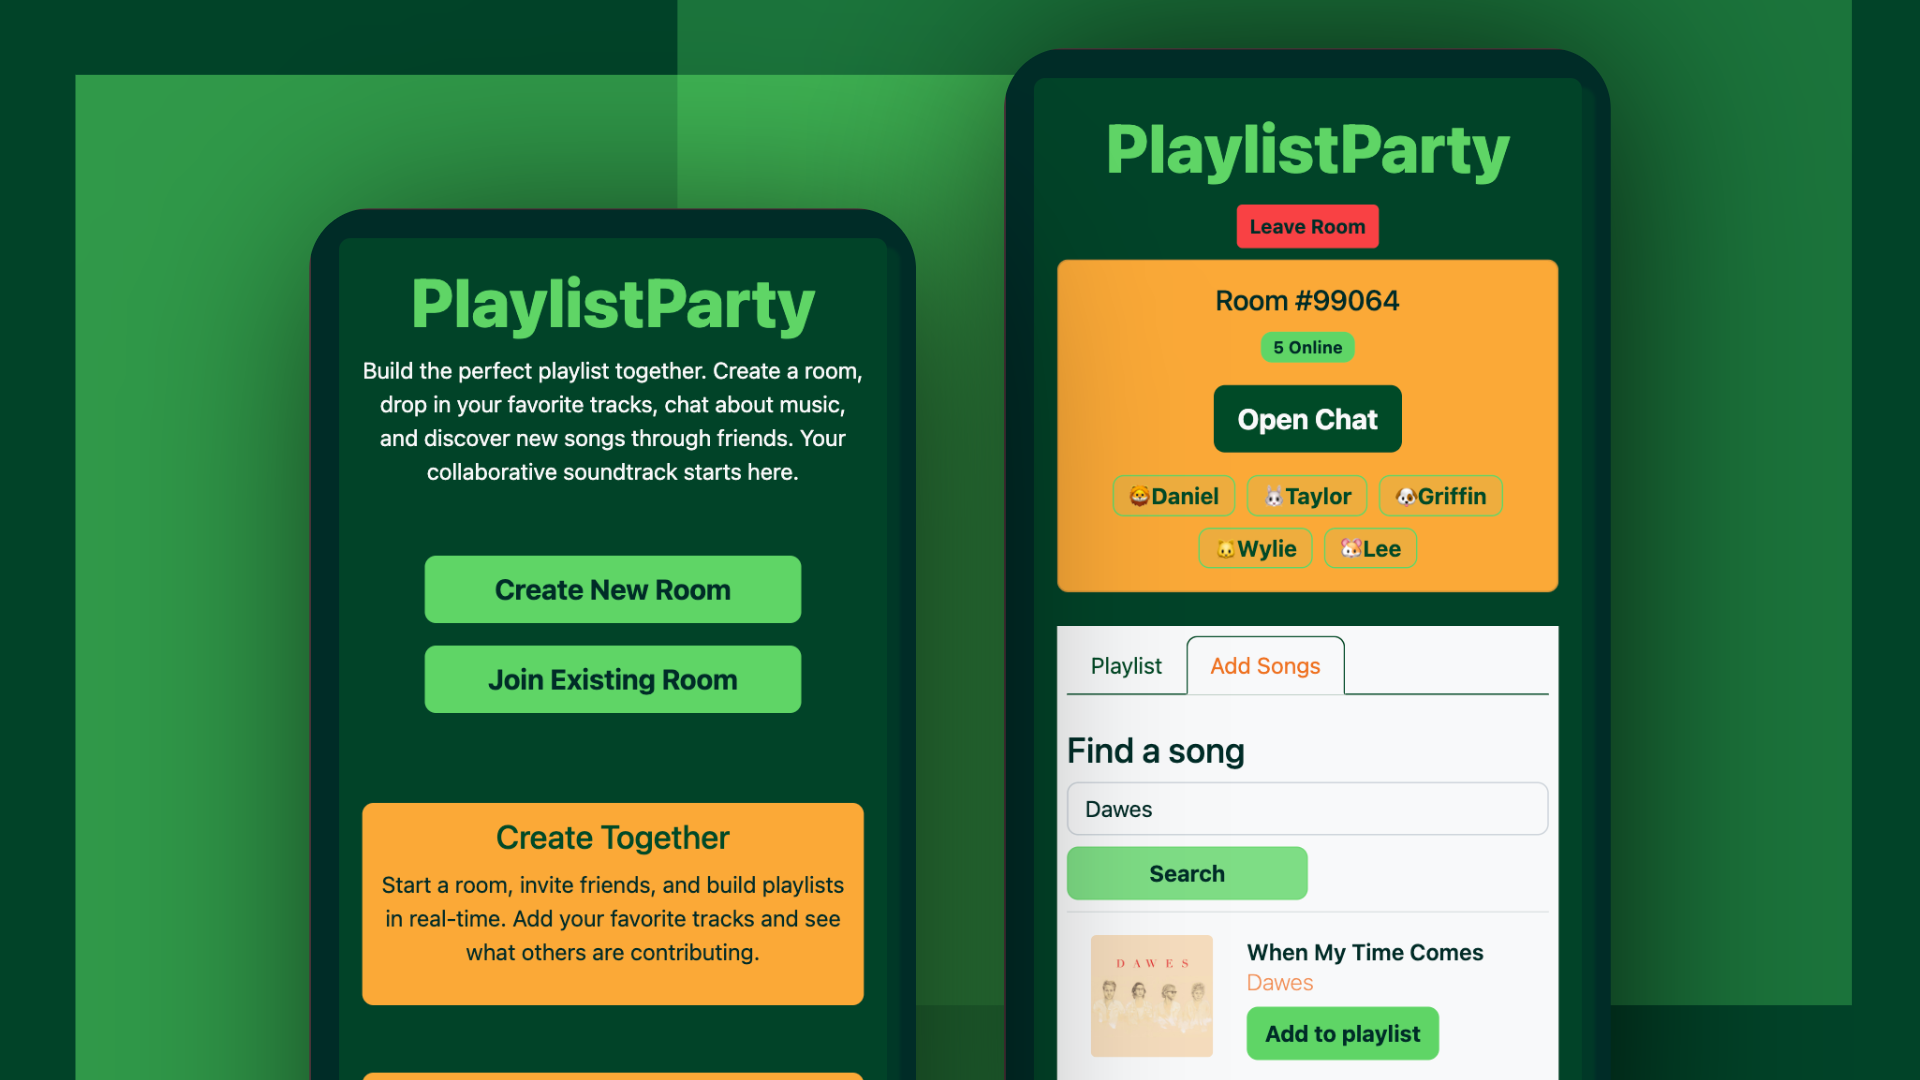 PlaylistParty
Build the perfect playlist together. Create a room,
drop in your favorite tracks, chat about music,
and discover new songs through friends. Your
collaborative soundtrack starts here.
Create New Room
Join Existing Room
Create Together
Start a room, invite friends, and build playlists
in real-time. Add your favorite tracks and see
what others are contributing.
PlaylistParty
Leave Room
Room #99064
5 Online
Open Chat
🦁Daniel 🐰Taylor 🐶Griffin
🐱Wylie 🐹Lee
Playlist Add Songs
Find a song
Dawes
Search
DAWES
When My Time Comes
Dawes
Add to playlist